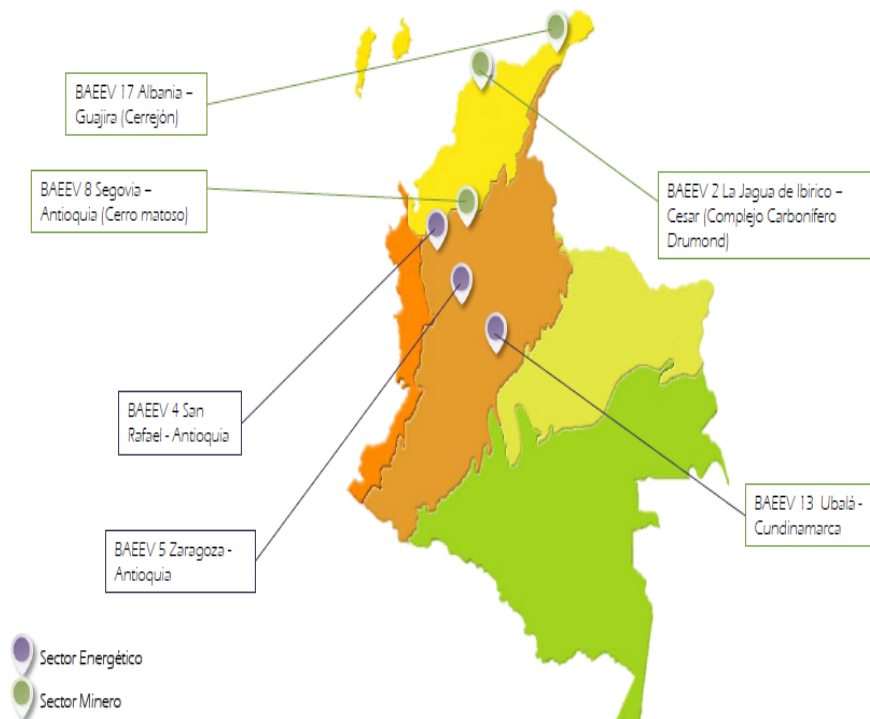 BAEEV 17 Albania –
Guajira (Cerrejón)
BAEEV 8 Segovia –
Antioquia (Cerro matoso)
BAEEV 2 La Jagua de Ibirico –
Cesar (Complejo Carbonífero
Drumond)
BAEEV 4 San
Rafael - Antioquia
BAEEV 13 Ubalá -
Cundinamarca
BAEEV 5 Zaragoza -
Antioquia
Sector Energético
Sector Minero